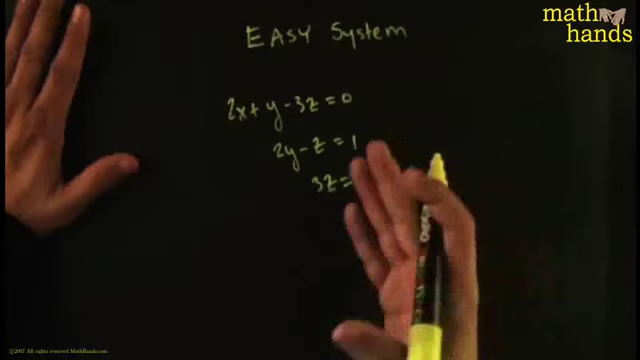 math
hands
EASY System
2x + y - 3z = 0
2y - z = 1
3z =
©2007 All rights reserved MathHands.com